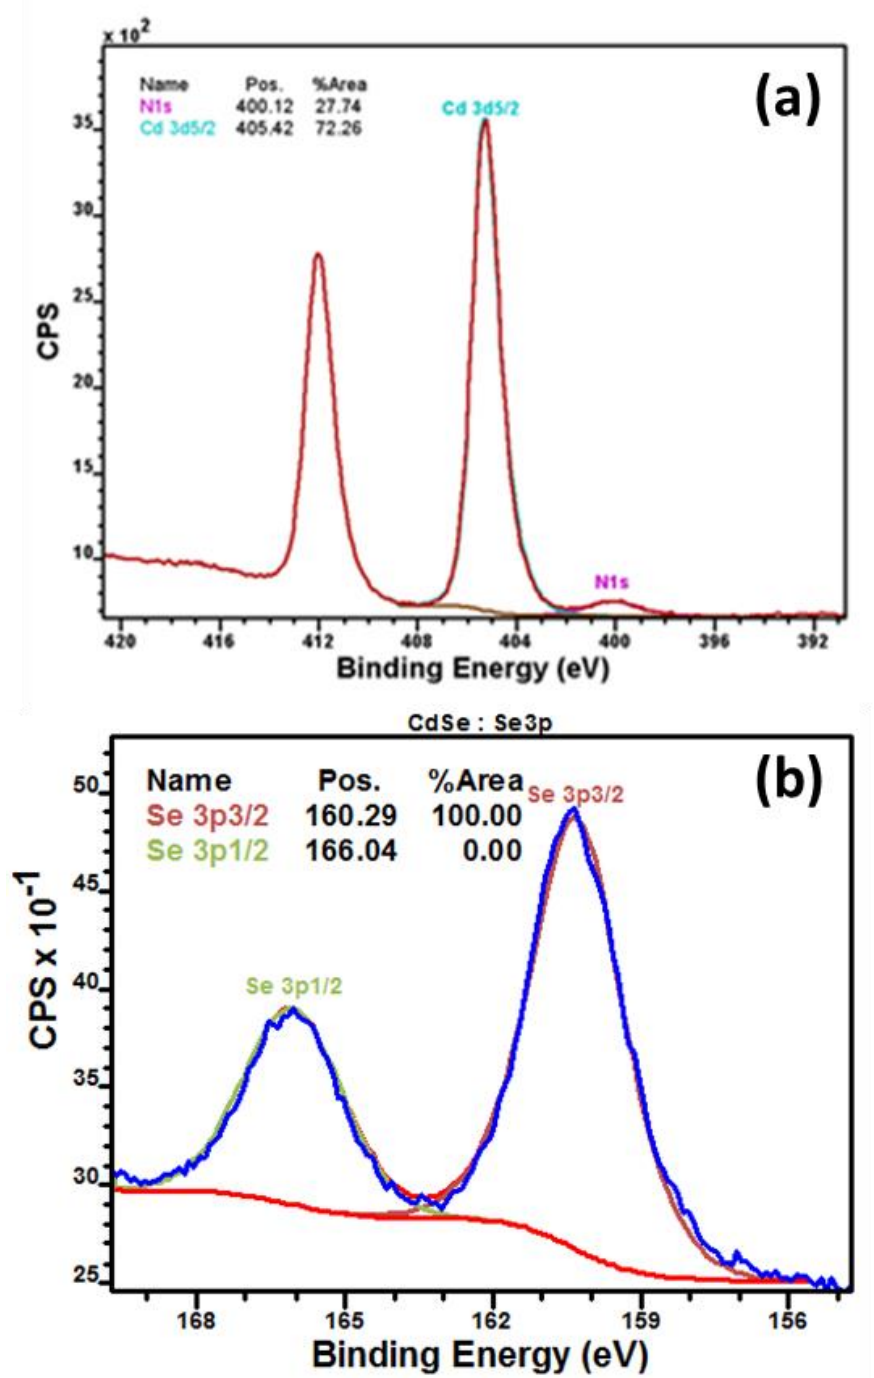 x 10²
(a)
Name Pos. %Area
N1s 400.12 27.74
Cd 3d5/2 405.42 72.26
Cd 3d5/2
35
30
25
20
15
10
CPS
N1s
420 416 412 408 404 400 396 392
Binding Energy (eV)
CdSe : Se3p
(b)
Name Pos. %Area
Se 3p3/2 160.29 100.00
Se 3p1/2 166.04 0.00
Se 3p3/2
50
45
40
35
30
25
CPS x 10⁻¹
Se 3p1/2
168 165 162 159 156
Binding Energy (eV)